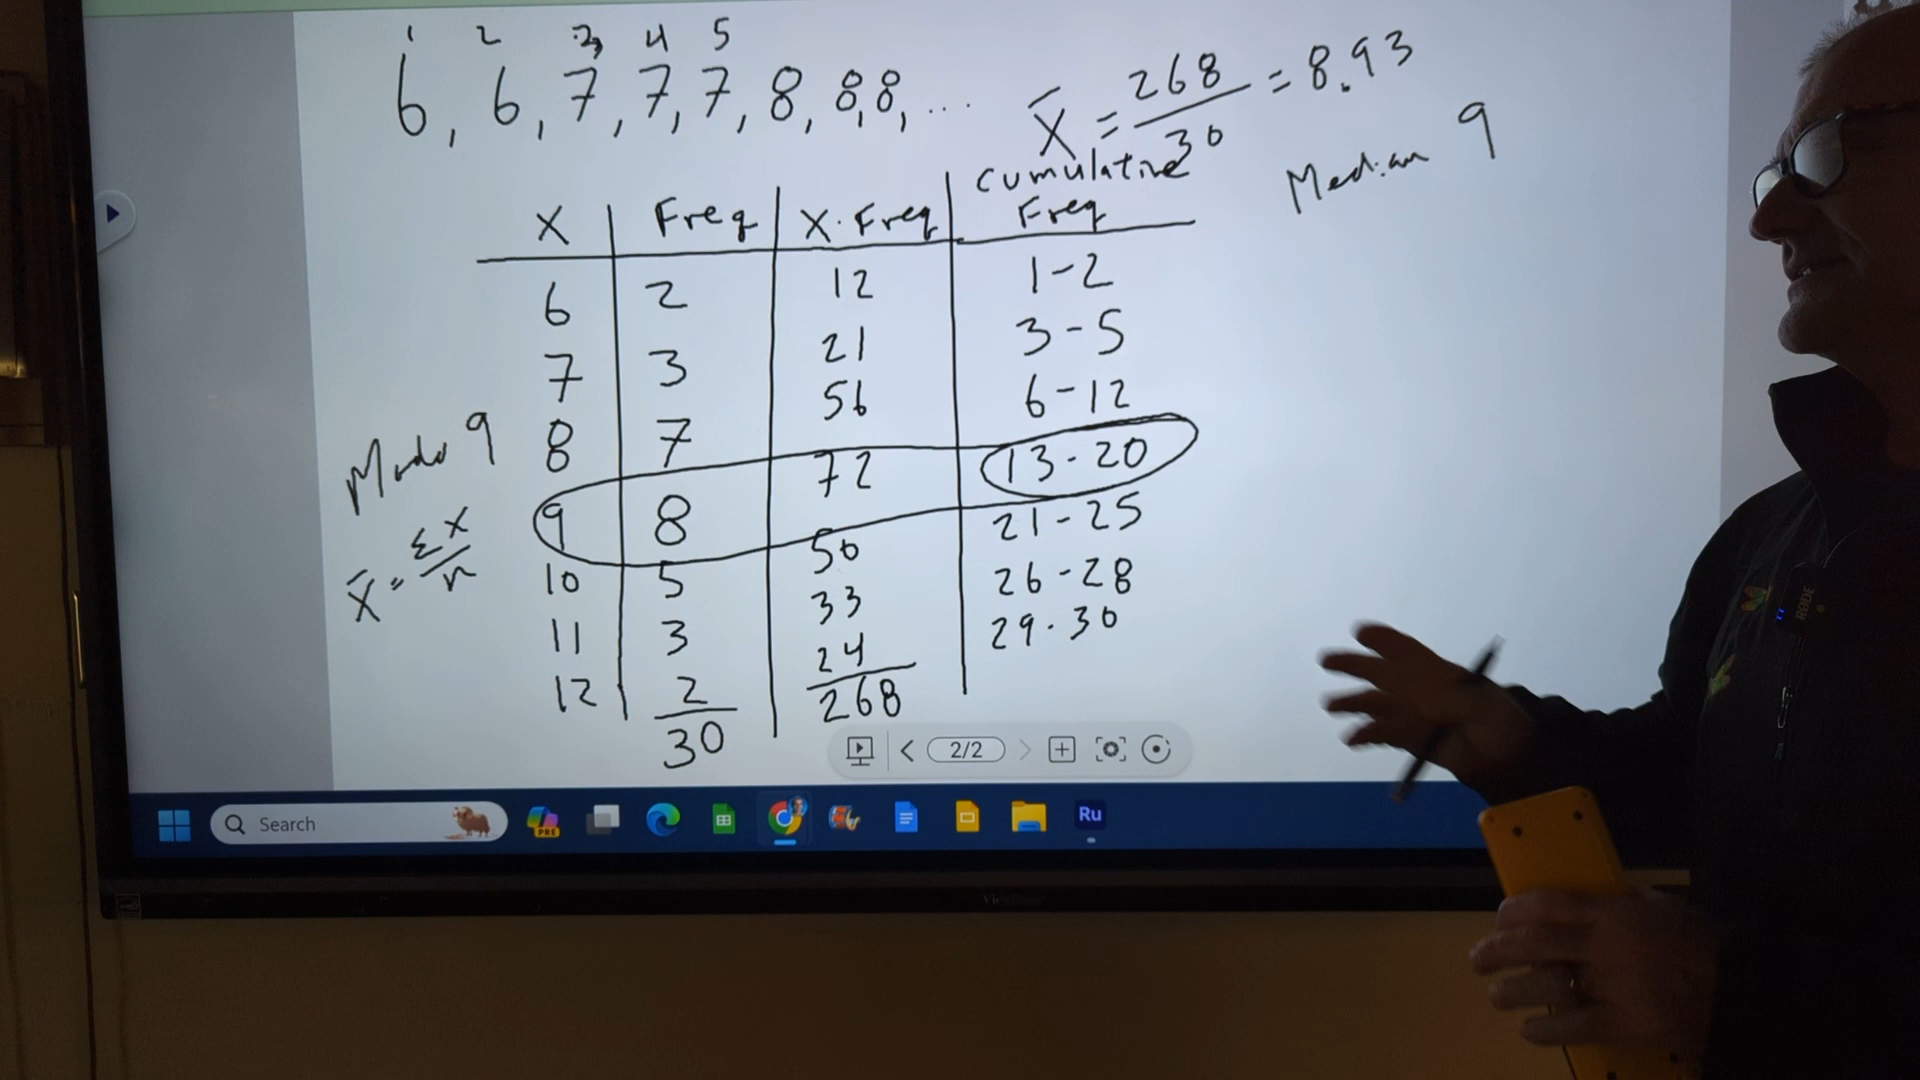 1 2 3 4 5
6, 6, 7, 7, 7, 8, 8, 8, ...
X̄ = 268/30 = 8.93
Median 9
X | Freq | X·Freq | Cumulative Freq
6 | 2 | 12 | 1-2
7 | 3 | 21 | 3-5
8 | 7 | 56 | 6-12
9 | 8 | 72 | 13-20
10 | 5 | 50 | 21-25
11 | 3 | 33 | 26-28
12 | 2 | 24 | 29-30
30 | 268
Mode 9
X̄ = Σx/n
2/2
Search
PRE
Ru
RØDE
ViewSonic